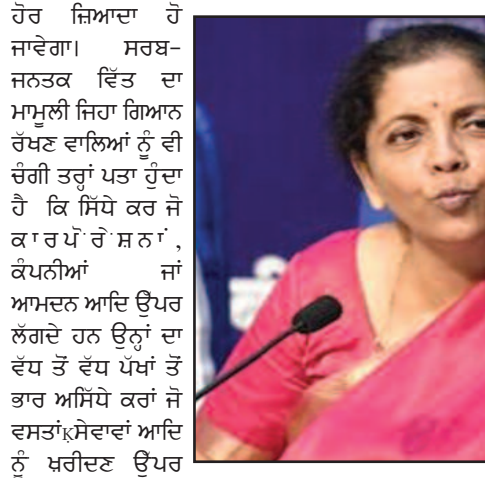 ਹੋਰ ਜ਼ਿਆਦਾ ਹੋ
ਜਾਵੇਗਾ। ਸਰਬ-
ਜਨਤਕ ਵਿੱਤ ਦਾ
ਮਾਮੂਲੀ ਜਿਹਾ ਗਿਆਨ
ਰੱਖਣ ਵਾਲਿਆਂ ਨੂੰ ਵੀ
ਚੰਗੀ ਤਰ੍ਹਾਂ ਪਤਾ ਹੁੰਦਾ
ਹੈ ਕਿ ਸਿੱਧੇ ਕਰ ਜੋ
ਕਾਰਪੋਰੇਸ਼ਨਾਂ,
ਕੰਪਨੀਆਂ ਜਾਂ
ਆਮਦਨ ਆਦਿ ਉੱਪਰ
ਲੱਗਦੇ ਹਨ ਉਨ੍ਹਾਂ ਦਾ
ਵੱਧ ਤੋਂ ਵੱਧ ਪੱਖਾਂ ਤੋਂ
ਭਾਰ ਅਸਿੱਧੇ ਕਰਾਂ ਜੋ
ਵਸਤਾਂĶਸੇਵਾਵਾਂ ਆਦਿ
ਨੂੰ ਖ਼ਰੀਦਣ ਉੱਪਰ